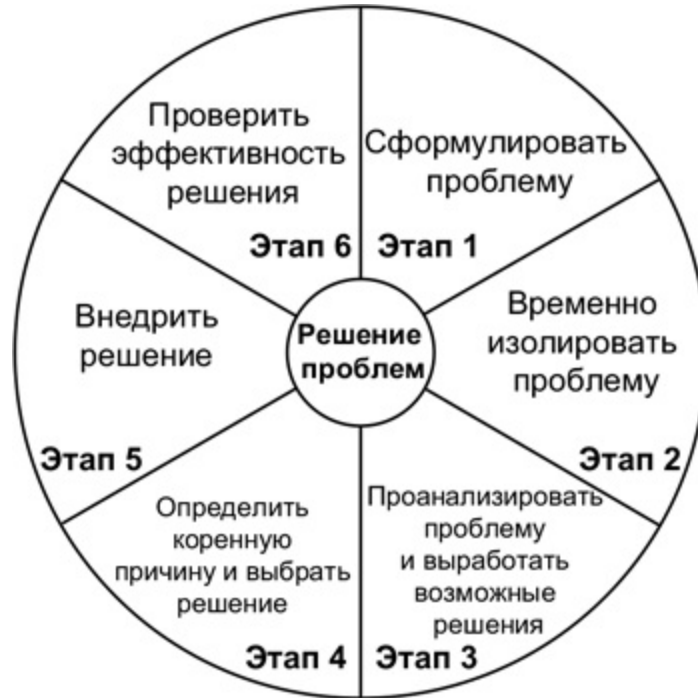 Решение
проблем
Сформулировать
проблему
Этап 1
Временно
изолировать
проблему
Этап 2
Проанализировать
проблему
и выработать
возможные
решения
Этап 3
Определить
коренную
причину и выбрать
решение
Этап 4
Внедрить
решение
Этап 5
Проверить
эффективность
решения
Этап 6